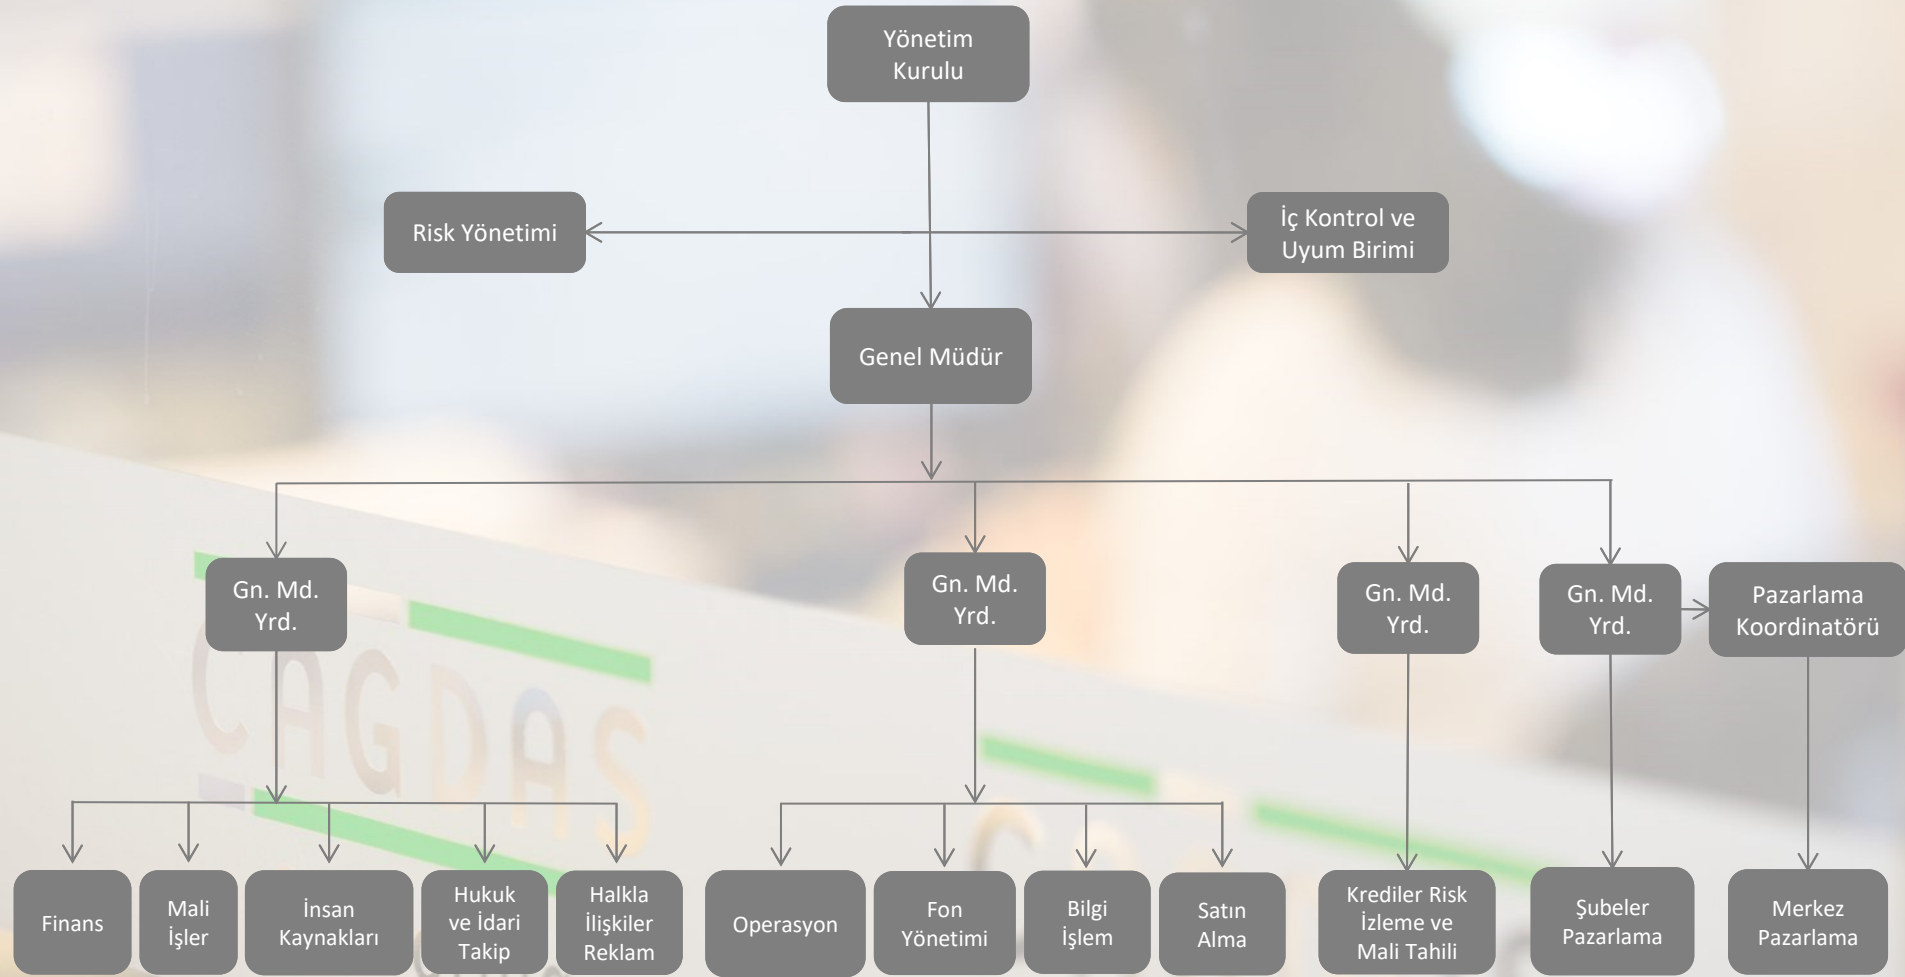 Yönetim
Kurulu
Risk Yönetimi
İç Kontrol ve
Uyum Birimi
Genel Müdür
Gn. Md.
Yrd.
Gn. Md.
Yrd.
Gn. Md.
Yrd.
Gn. Md.
Yrd.
Pazarlama
Koordinatörü
ÇAGDAS
Finans
Mali
İşler
İnsan
Kaynakları
Hukuk
ve İdari
Takip
Halkla
İlişkiler
Reklam
Operasyon
Fon
Yönetimi
Bilgi
İşlem
Satın
Alma
Krediler Risk
İzleme ve
Mali Tahili
Şubeler
Pazarlama
Merkez
Pazarlama